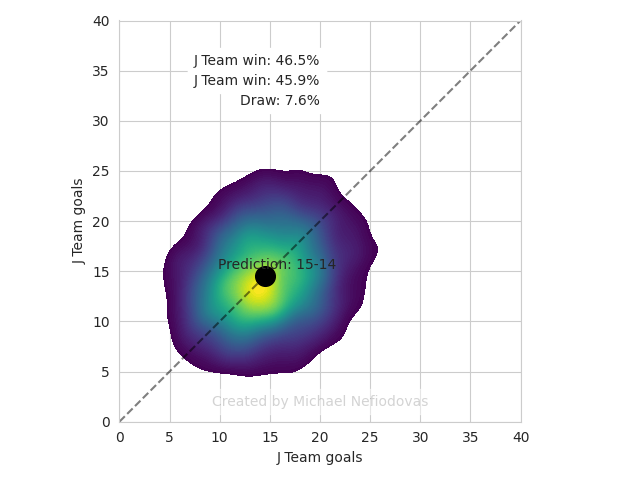 40
35
30
25
20
15
10
5
0
J Team goals
J Team win: 46.5%
J Team win: 45.9%
Draw: 7.6%
Prediction: 15-14
Created by Michael Nefiodovas
0 5 10 15 20 25 30 35 40
J Team goals